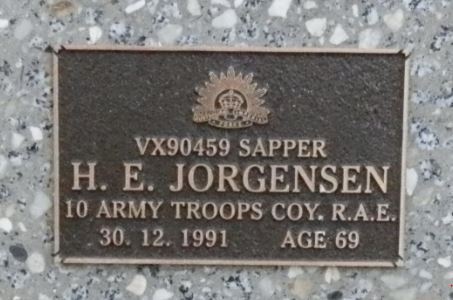 VX90459 SAPPER
H. E. JORGENSEN
10 ARMY TROOPS COY. R.A.E.
30. 12. 1991 AGE 69